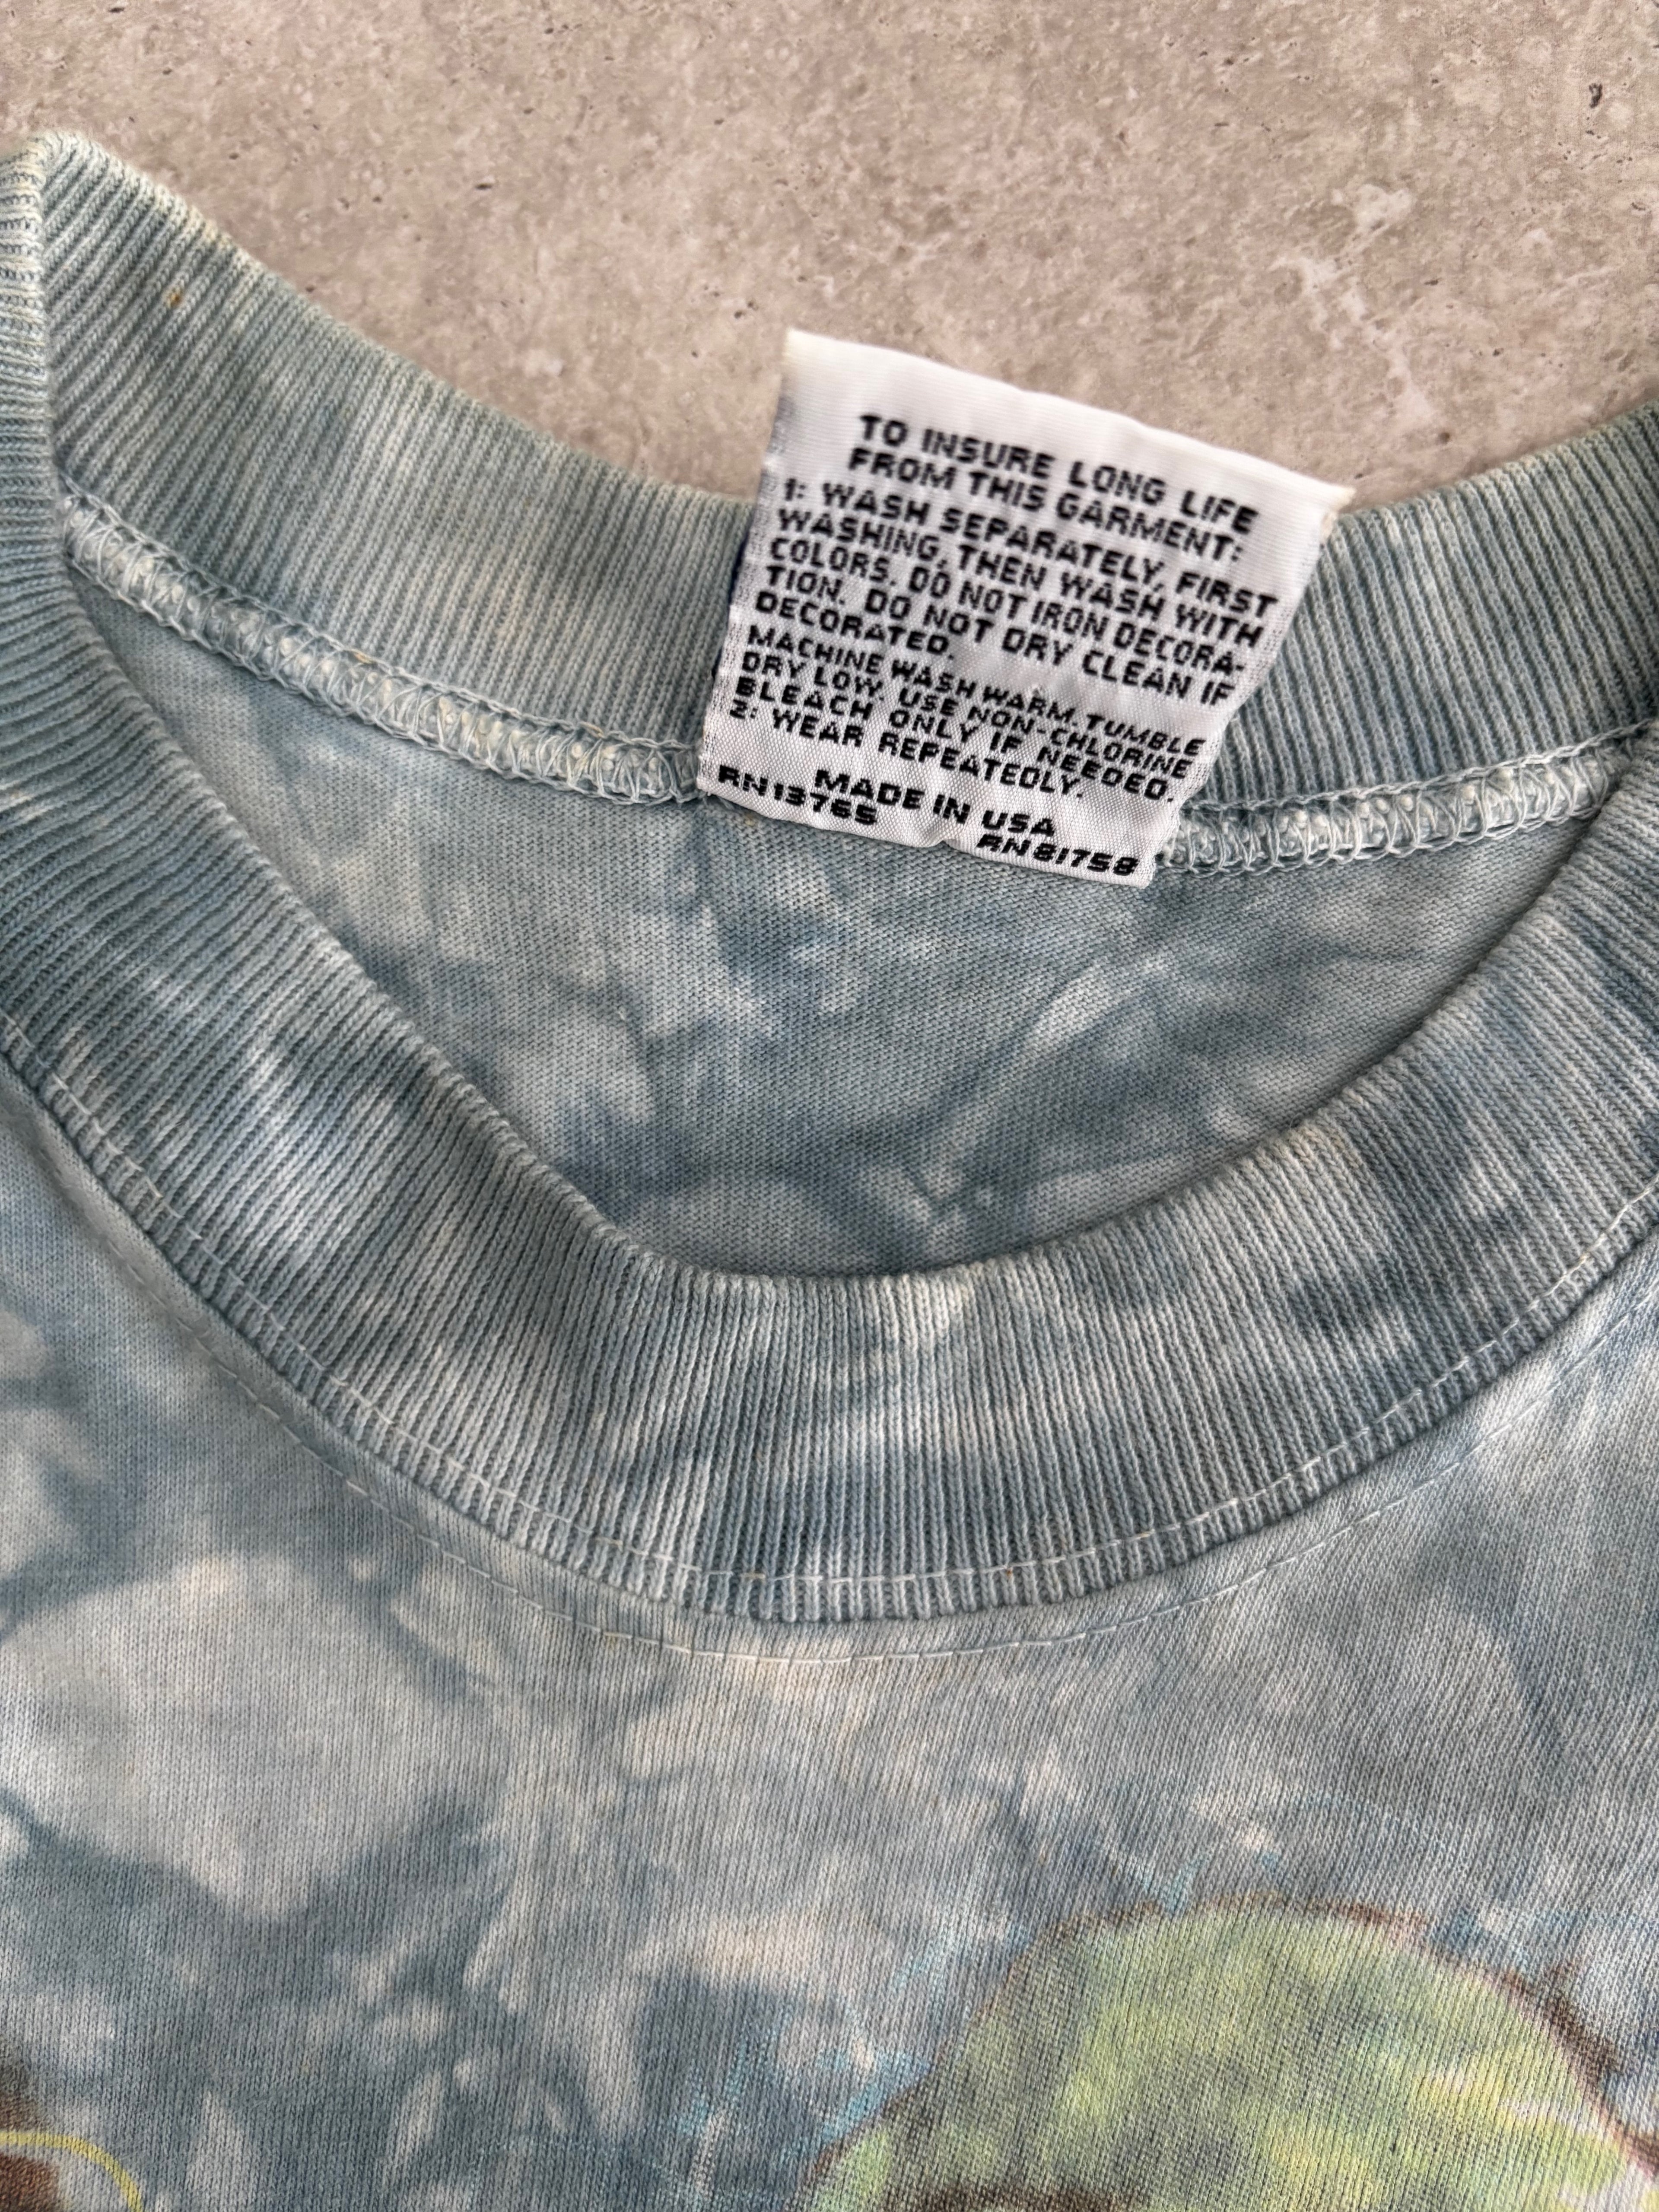 TO INSURE LONG LIFE
FROM THIS GARMENT:
1: WASH SEPARATELY, FIRST
WASHING, THEN WASH WITH
COLORS. DO NOT IRON DECORA-
TION. DO NOT DRY CLEAN IF
DECORATED.
MACHINE WASH WARM. TUMBLE
DRY LOW. USE NON-CHLORINE
BLEACH ONLY IF NEEDED.
2: WEAR REPEATEDLY.
MADE IN USA
RN13765 RN81758